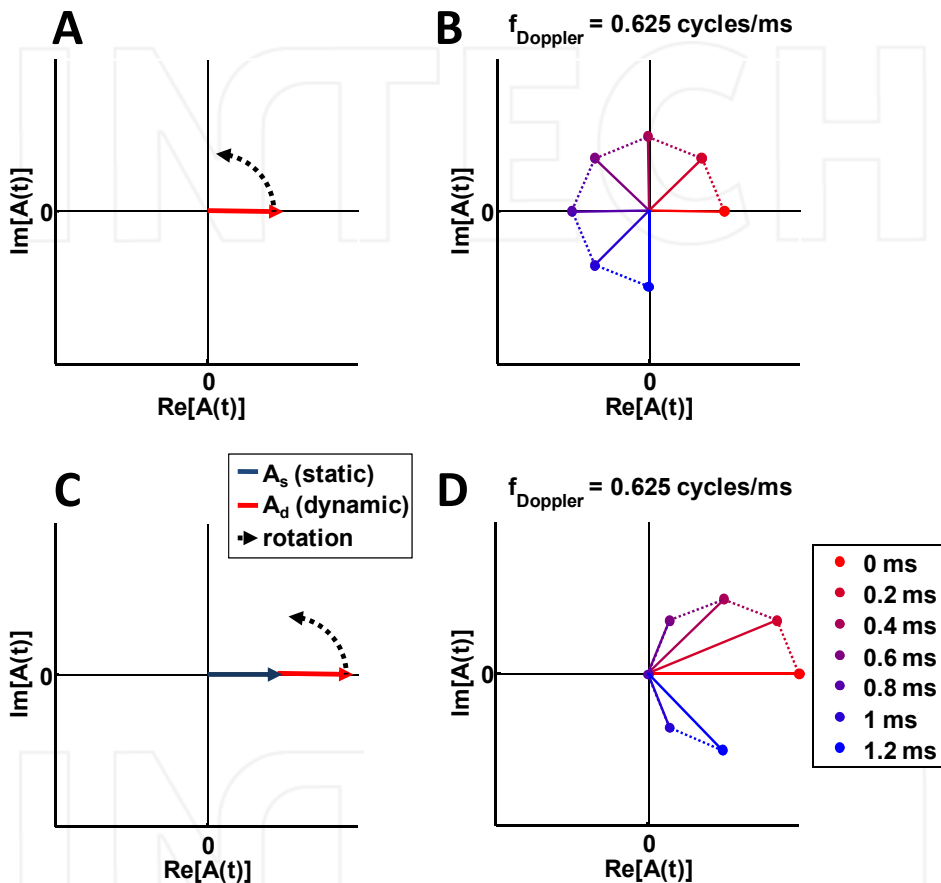 A
Im[A(t)]
0
0
Re[A(t)]
B
f_Doppler = 0.625 cycles/ms
Im[A(t)]
0
0
Re[A(t)]
C
A_s (static)
A_d (dynamic)
rotation
Im[A(t)]
0
0
Re[A(t)]
D
f_Doppler = 0.625 cycles/ms
Im[A(t)]
0
0
Re[A(t)]
0 ms
0.2 ms
0.4 ms
0.6 ms
0.8 ms
1 ms
1.2 ms
INTECH
INT